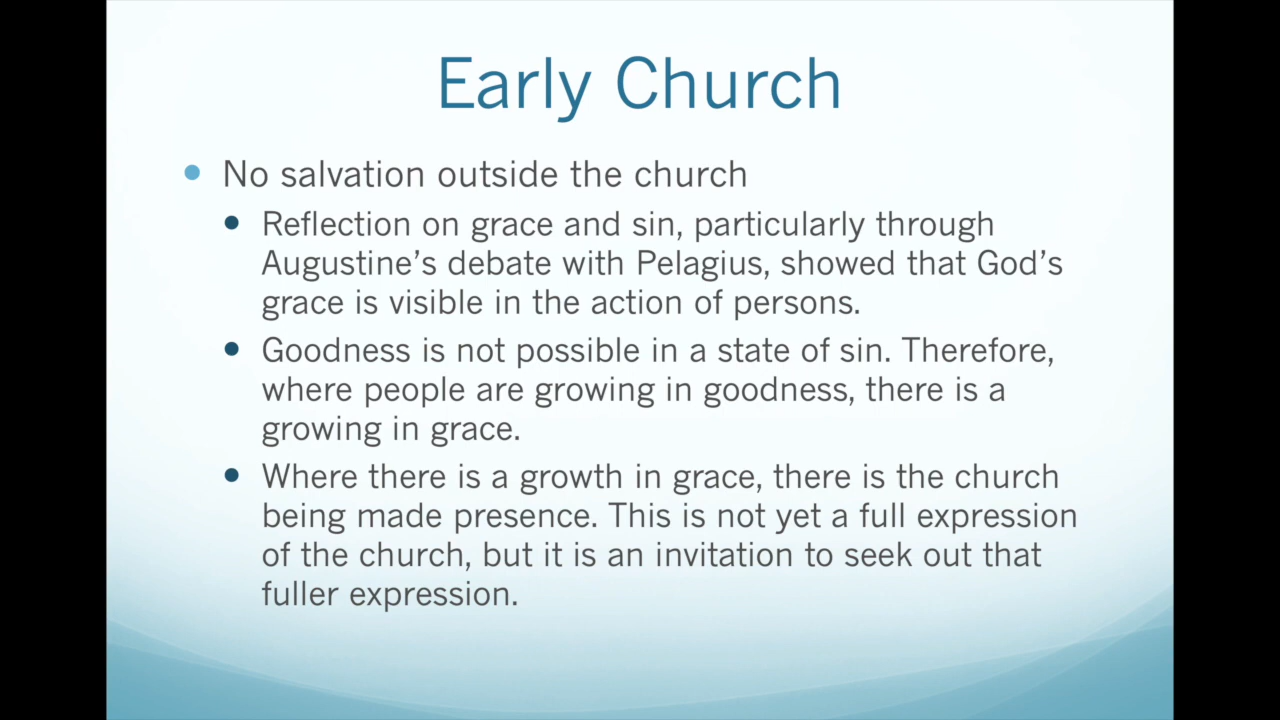 Early Church
No salvation outside the church
Reflection on grace and sin, particularly through
Augustine’s debate with Pelagius, showed that God’s
grace is visible in the action of persons.
Goodness is not possible in a state of sin. Therefore,
where people are growing in goodness, there is a
growing in grace.
Where there is a growth in grace, there is the church
being made presence. This is not yet a full expression
of the church, but it is an invitation to seek out that
fuller expression.